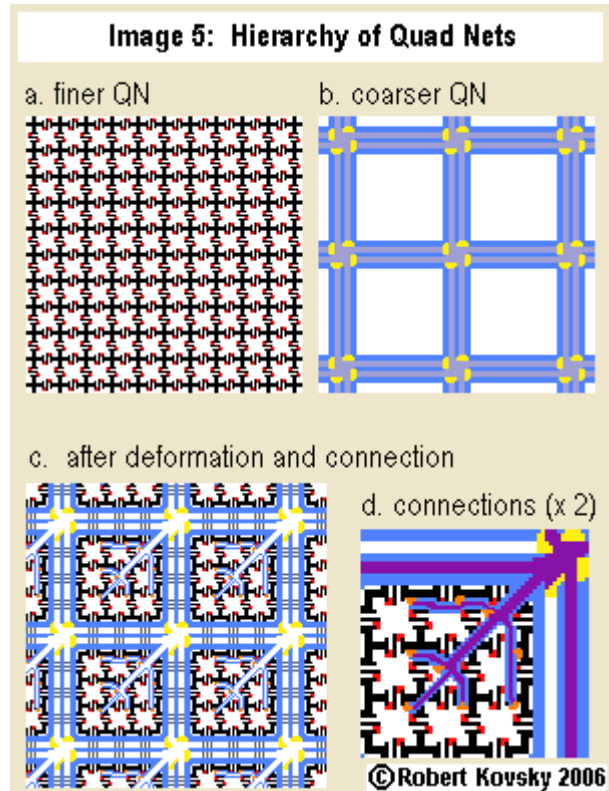 Image 5: Hierarchy of Quad Nets
a. finer QN
b. coarser QN
c. after deformation and connection
d. connections (x 2)
©Robert Kovsky 2006